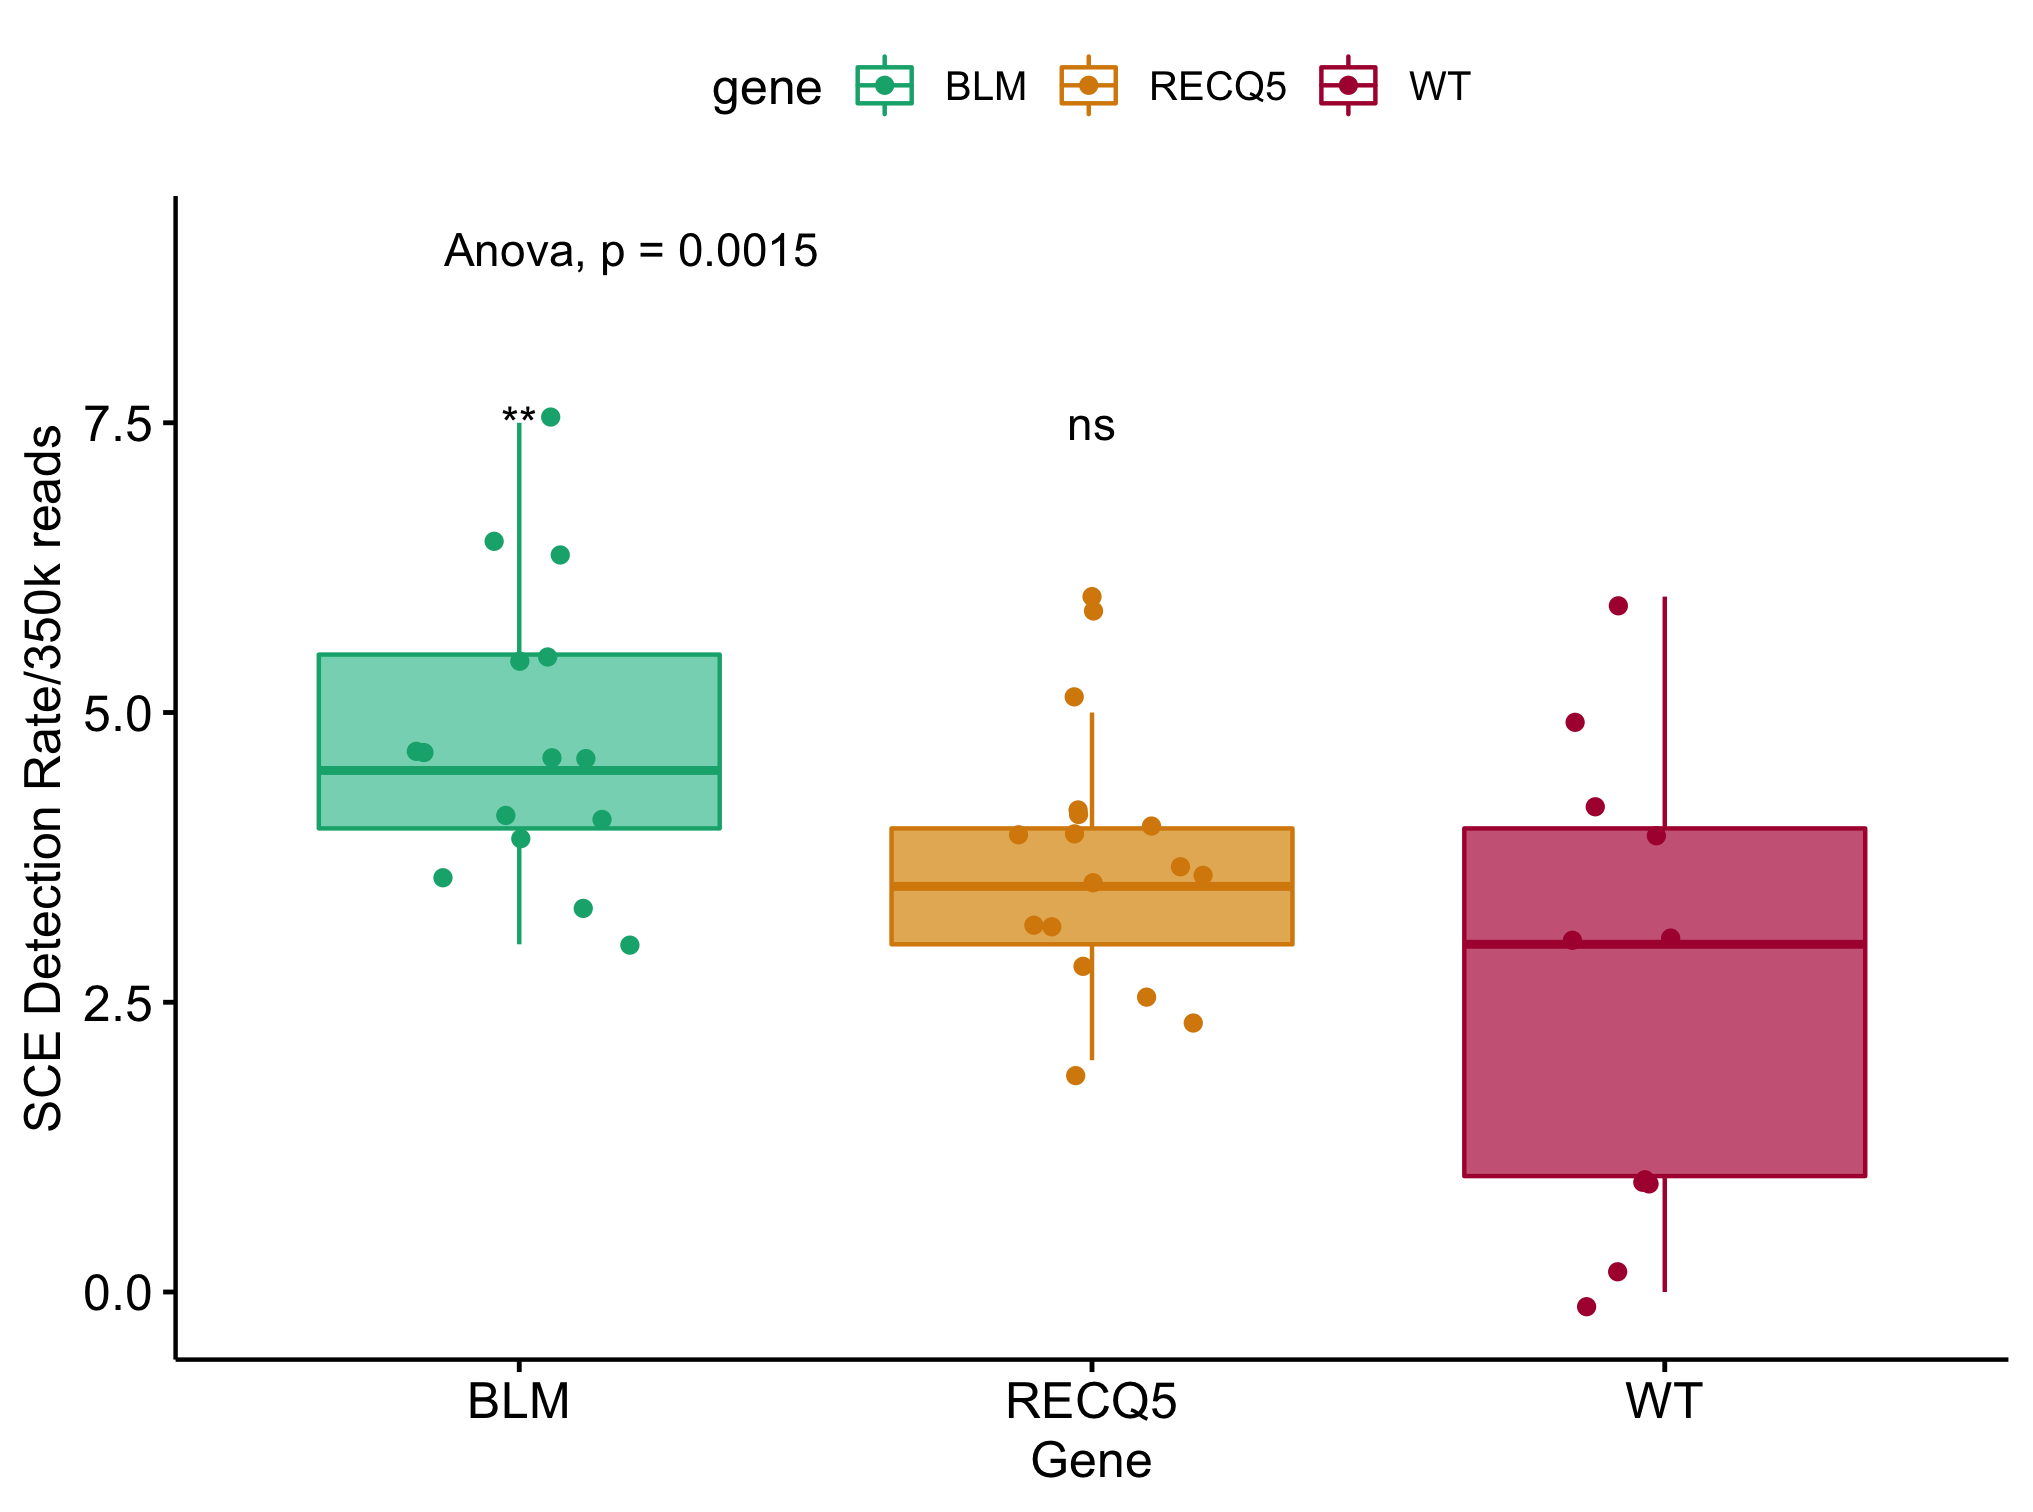 gene BLM RECQ5 WT
Anova, p = 0.0015
** ns
SCE Detection Rate/350k reads
7.5
5.0
2.5
0.0
BLM RECQ5 WT
Gene